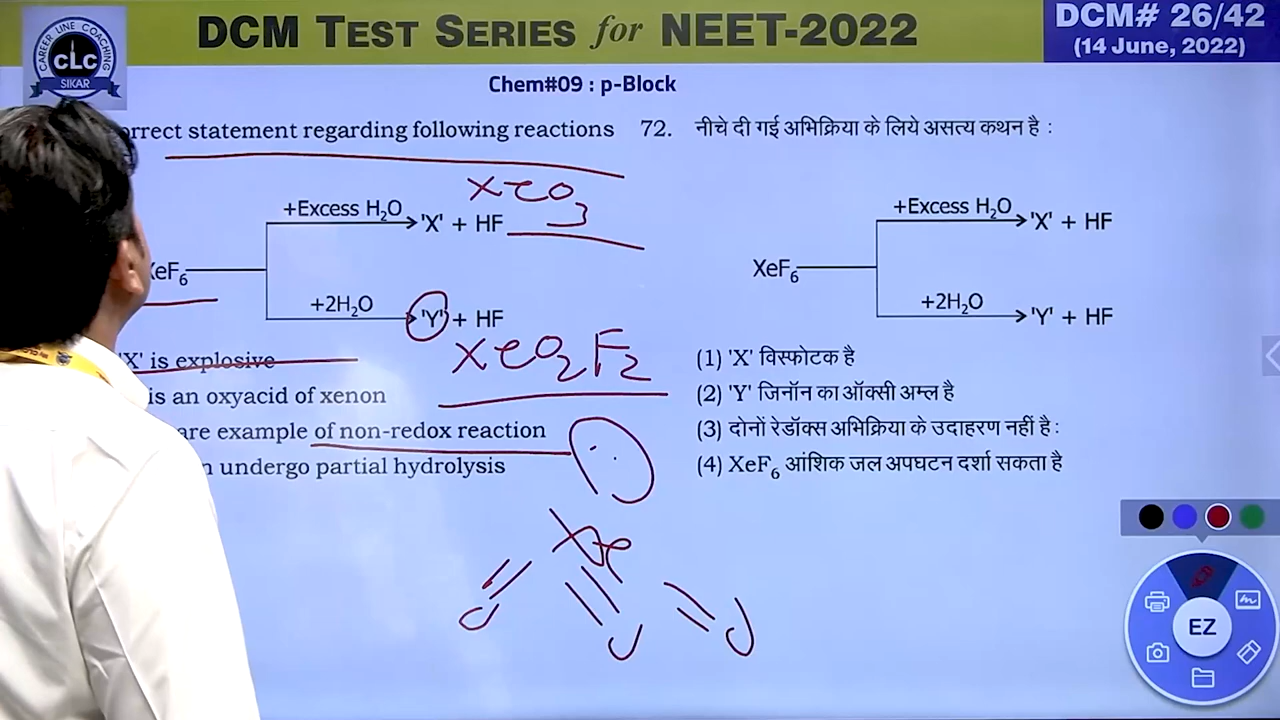 CAREER LINE COACHING
CLC
SIKAR
DCM TEST SERIES for NEET-2022
DCM# 26/42
(14 June, 2022)
Chem#09 : p-Block
orrect statement regarding following reactions
XeO3
+Excess H₂O
'X' + HF
XeF₆
+2H₂O
'Y' + HF
XeO2F2
'X' is explosive
is an oxyacid of xenon
are example of non-redox reaction
n undergo partial hydrolysis
Xe
O O O
72. नीचे दी गई अभिक्रिया के लिये असत्य कथन है :
+Excess H₂O
'X' + HF
XeF₆
+2H₂O
'Y' + HF
(1) 'X' विस्फोटक है
(2) 'Y' जिनॉन का ऑक्सी अम्ल है
(3) दोनों रेडॉक्स अभिक्रिया के उदाहरण नहीं है :
(4) XeF₆ आंशिक जल अपघटन दर्शा सकता है
EZ